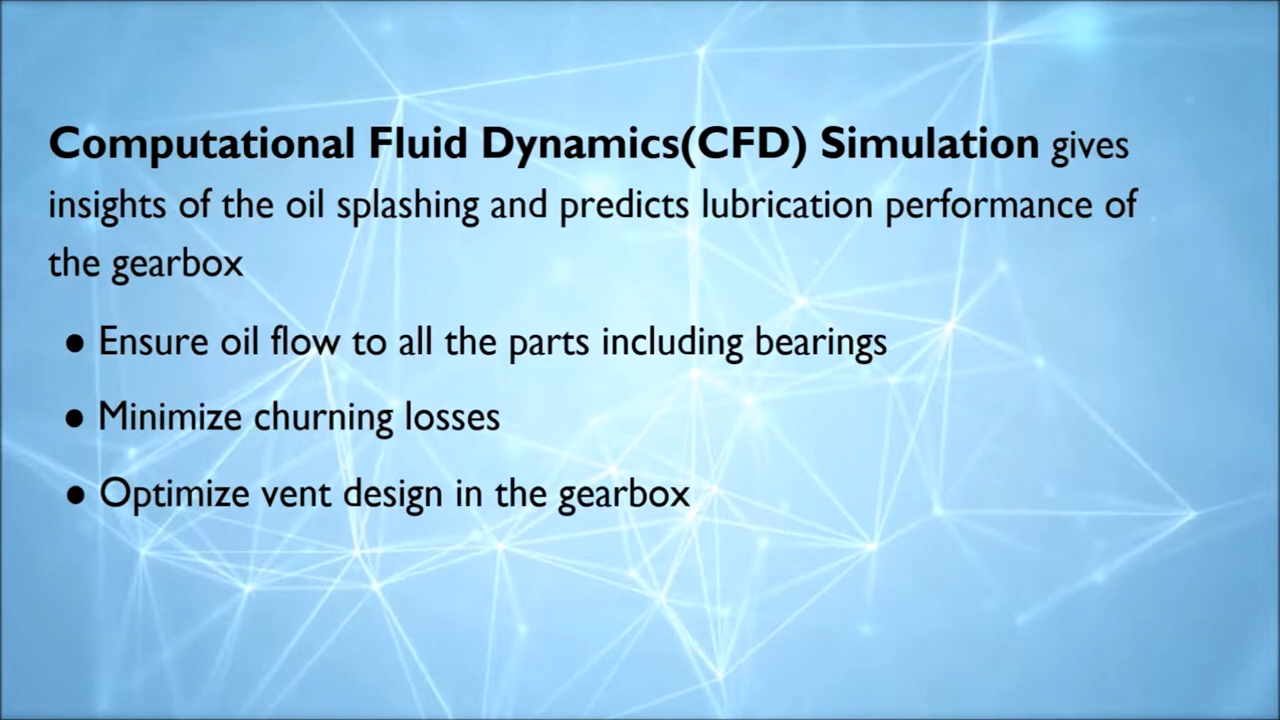 Computational Fluid Dynamics(CFD) Simulation gives
insights of the oil splashing and predicts lubrication performance of
the gearbox
● Ensure oil flow to all the parts including bearings
● Minimize churning losses
● Optimize vent design in the gearbox